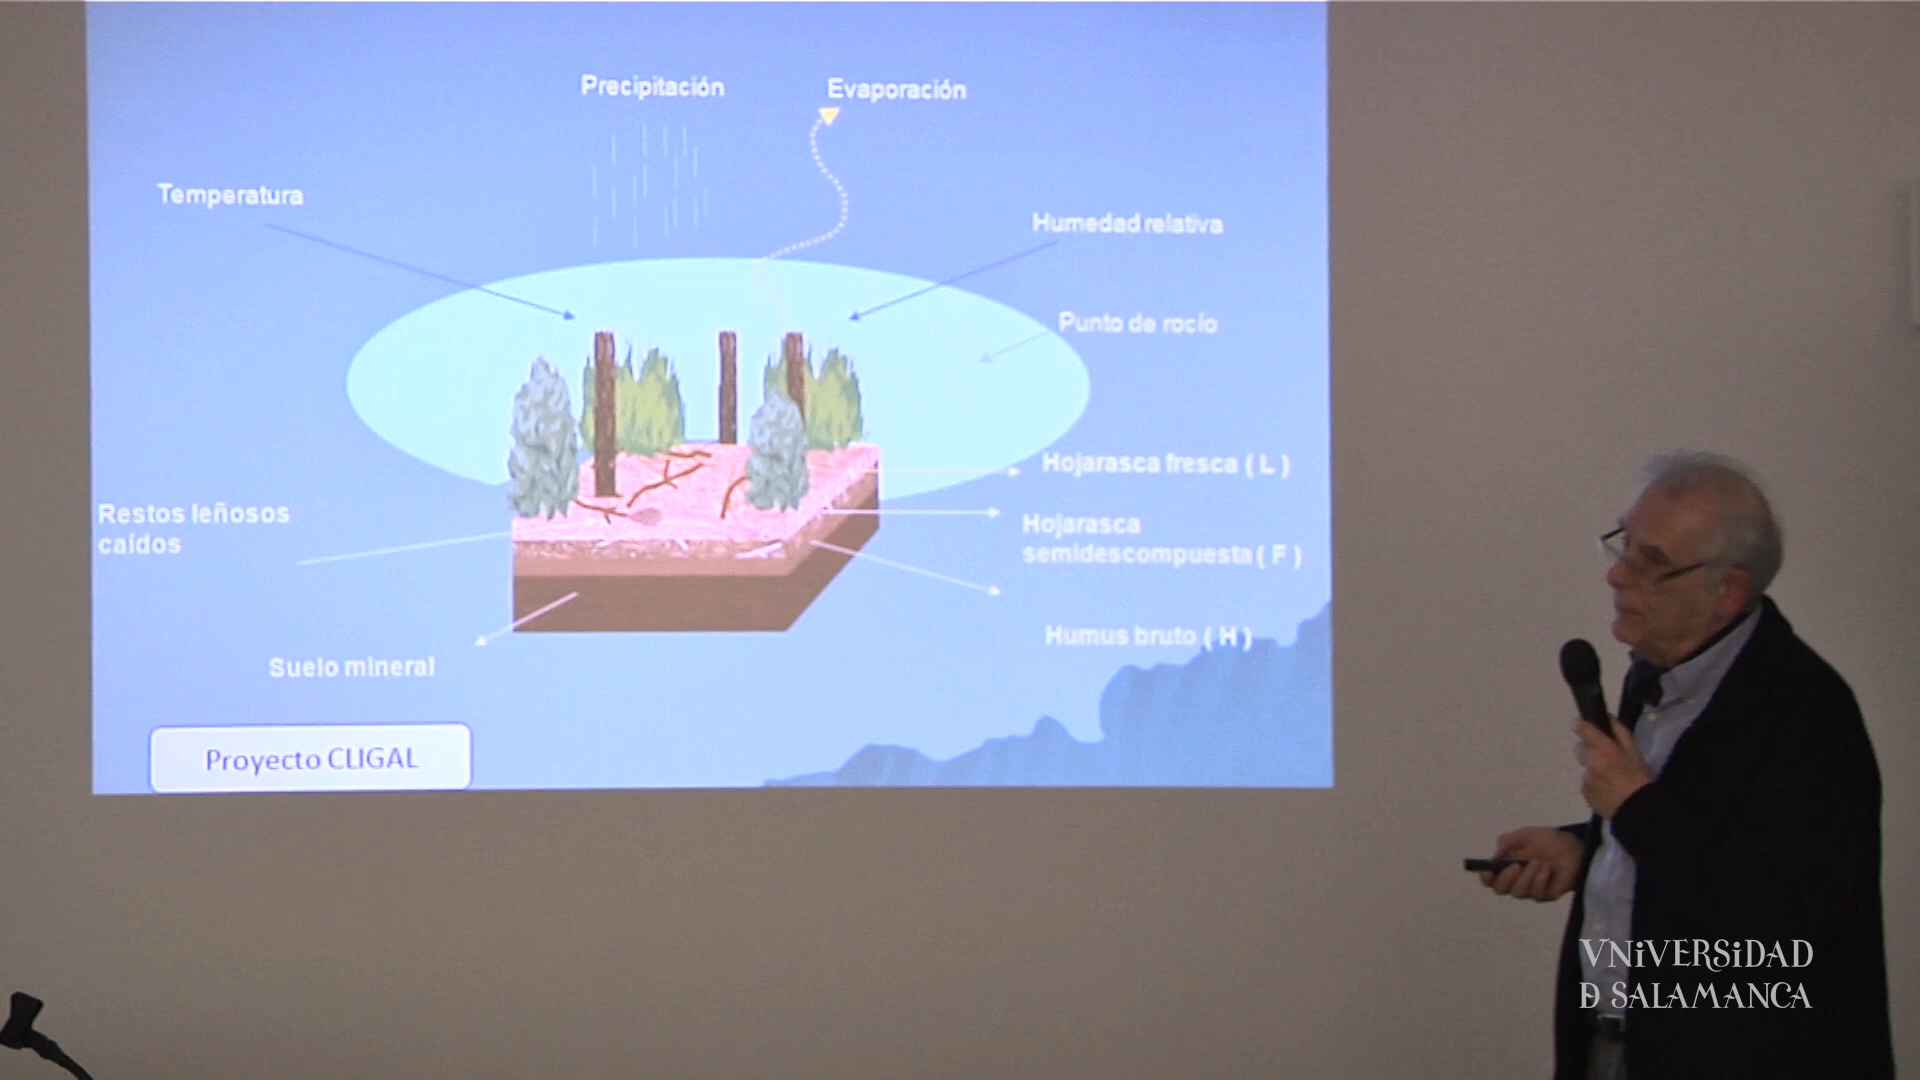 Precipitación
Evaporación
Temperatura
Humedad relativa
Punto de rocío
Hojarasca fresca ( L )
Restos leñosos
caídos
Hojarasca
semidescompuesta ( F )
Humus bruto ( H )
Suelo mineral
Proyecto CLIGAL
VNiVERSiDAD
Ð SALAMANCA